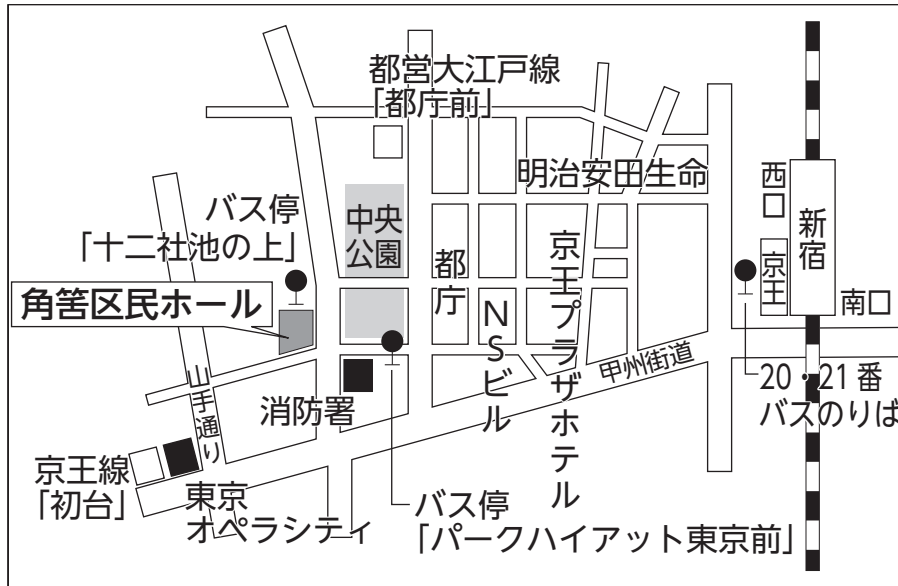 都営大江戸線
「都庁前」
明治安田生命
西口
新宿
京王
南口
バス停
「十二社池の上」
中央
公園
都庁
NSビル
京王プラザホテル
角筈区民ホール
甲州街道
20・21番
バスのりば
山手通り
消防署
京王線
「初台」
東京
オペラシティ
バス停
「パークハイアット東京前」